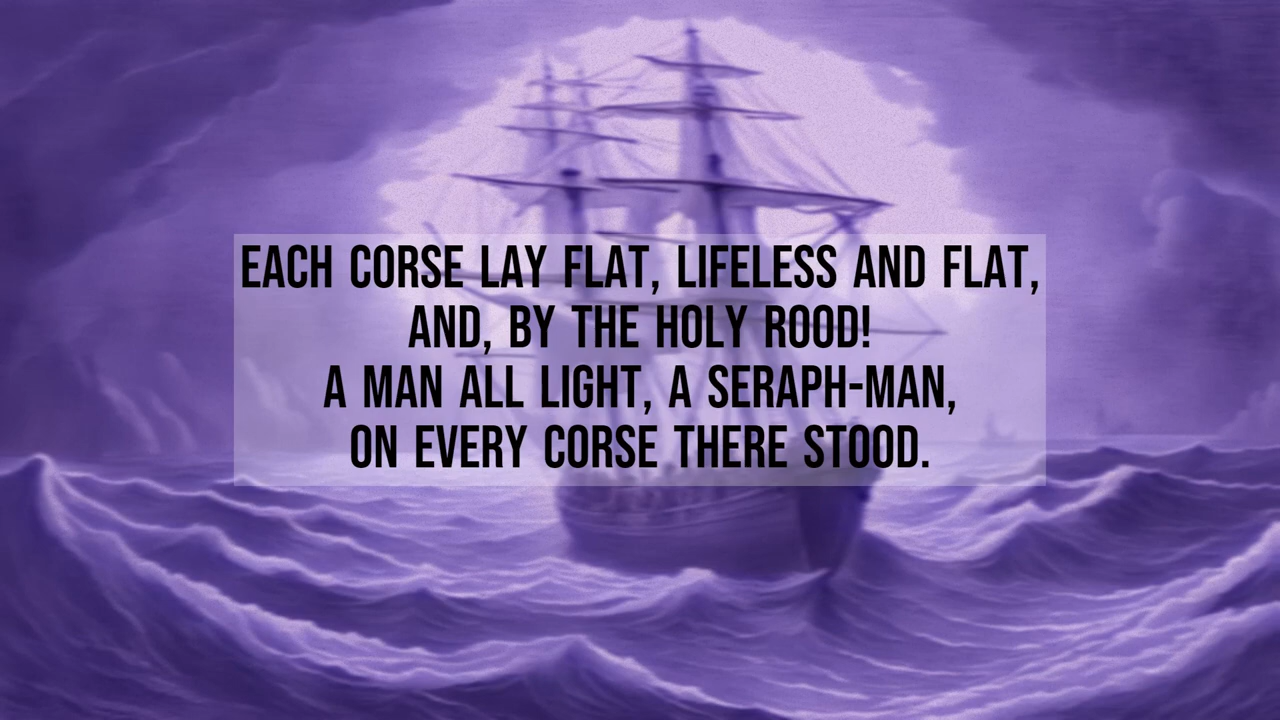 EACH CORSE LAY FLAT, LIFELESS AND FLAT,
AND, BY THE HOLY ROOD!
A MAN ALL LIGHT, A SERAPH-MAN,
ON EVERY CORSE THERE STOOD.